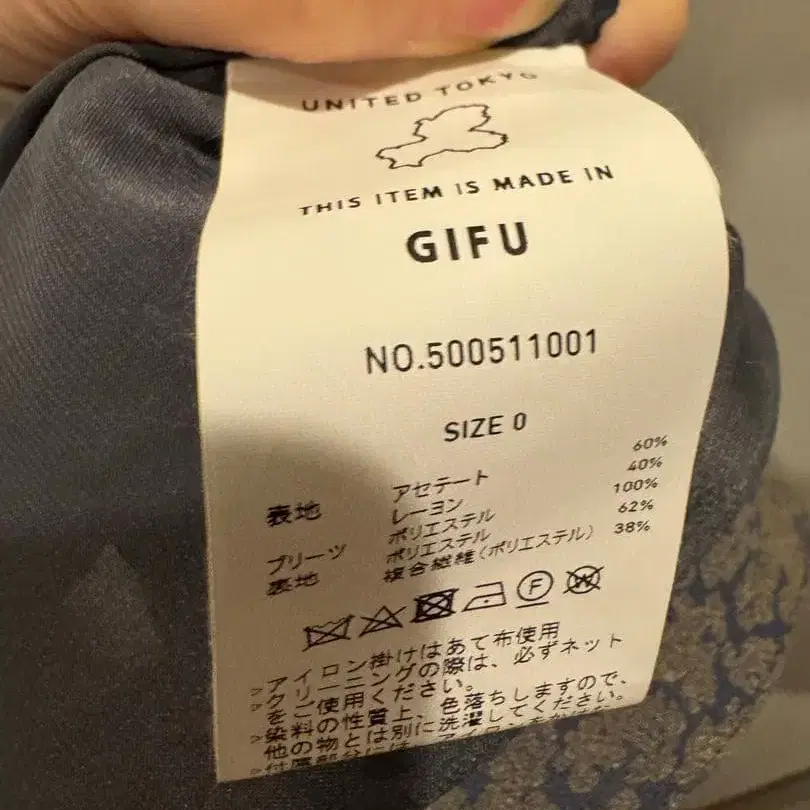 UNITED TOKYO
THIS ITEM IS MADE IN
GIFU
NO.500511001
SIZE 0
表地 アセテート 60%
レーヨン 40%
プリーツ ポリエステル 100%
裏地 ポリエステル 62%
複合繊維(ポリエステル) 38%
F W
アイロン掛けはあて布使用
クリーニングの際は、必ずネット
をご使用ください。
染料の性質上、色落ちしますので、
他の物とは別に洗濯してください。